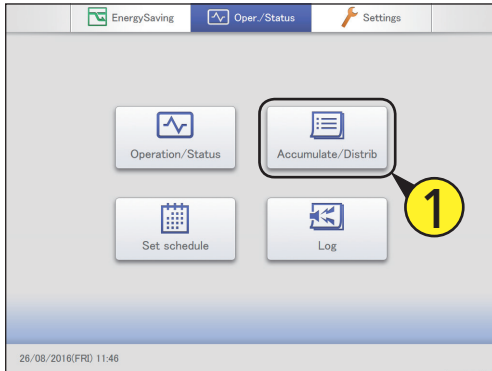 EnergySaving
Oper./Status
Settings
Operation/Status
Accumulate/Distrib
1
Set schedule
Log
26/08/2016(FRI) 11:46